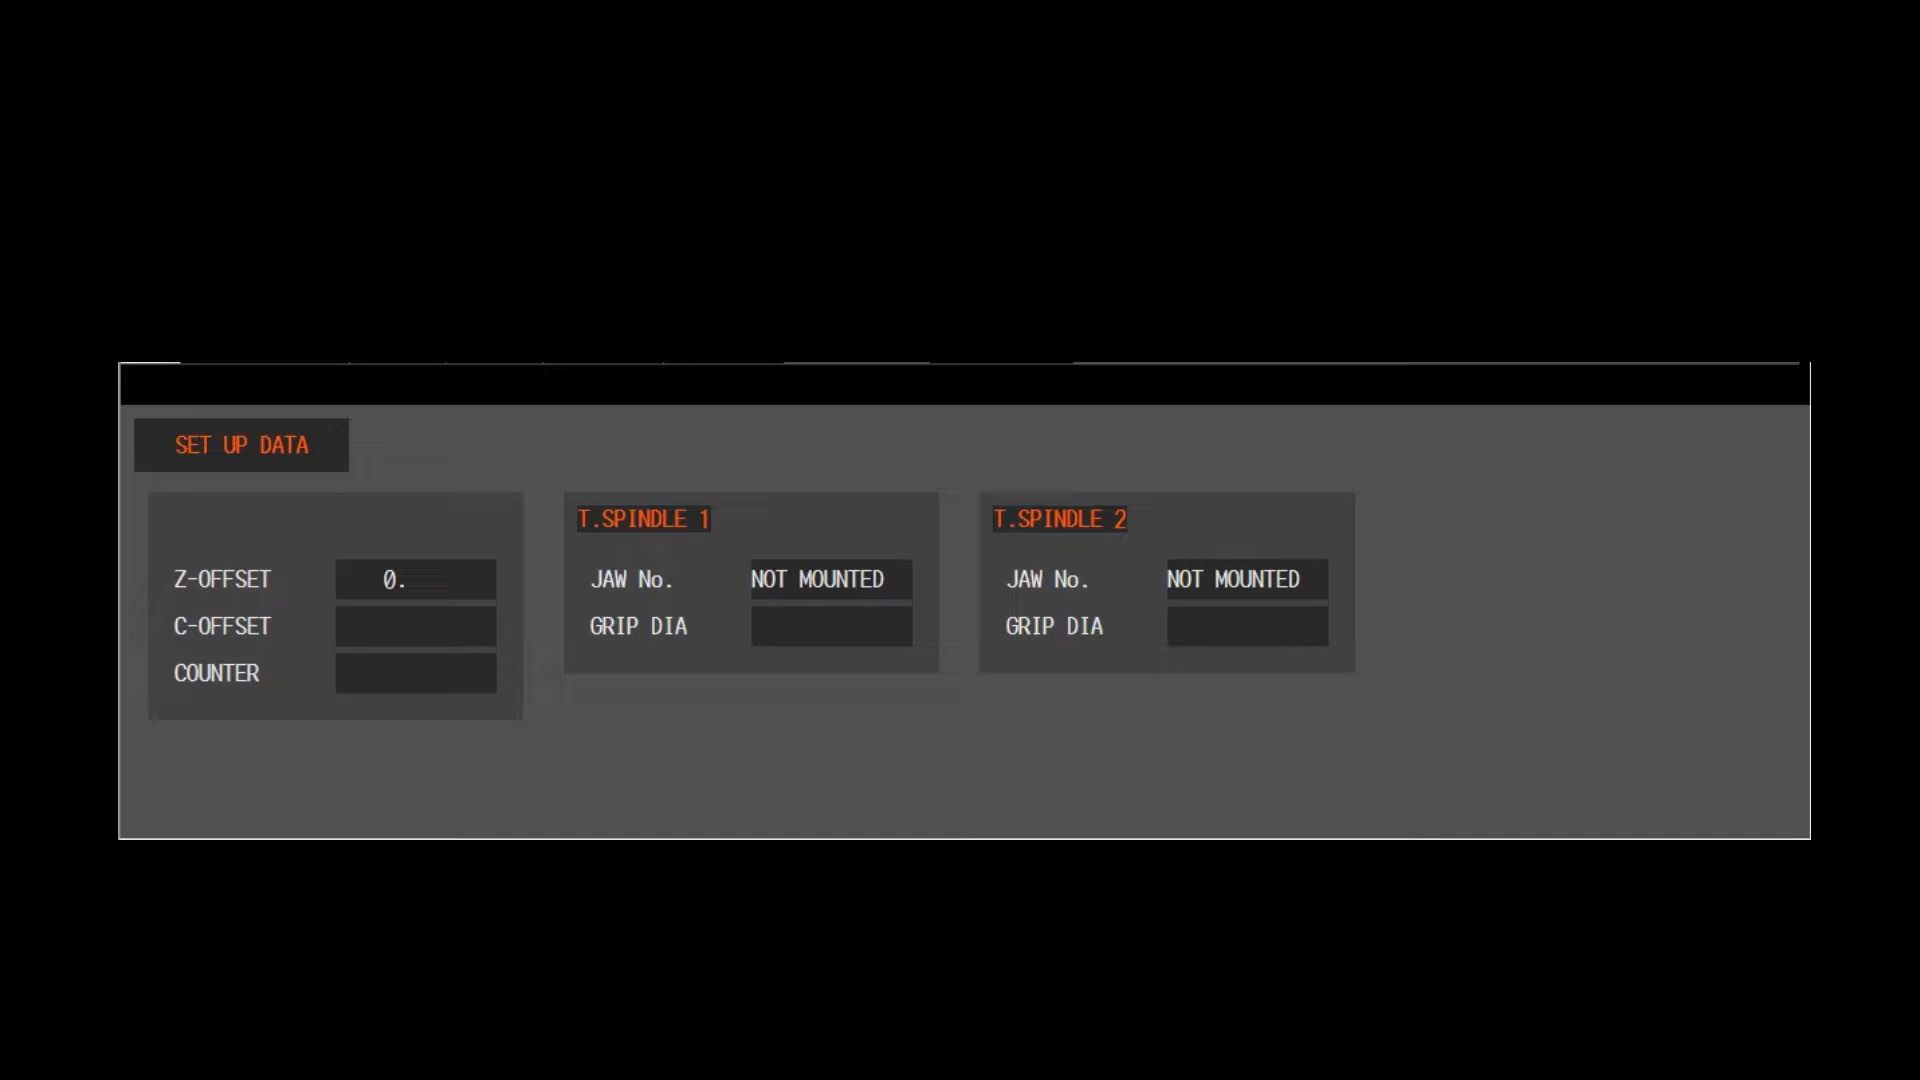 SET UP DATA
T.SPINDLE 1
T.SPINDLE 2
Z-OFFSET 0.
JAW No. NOT MOUNTED
JAW No. NOT MOUNTED
C-OFFSET
GRIP DIA
GRIP DIA
COUNTER